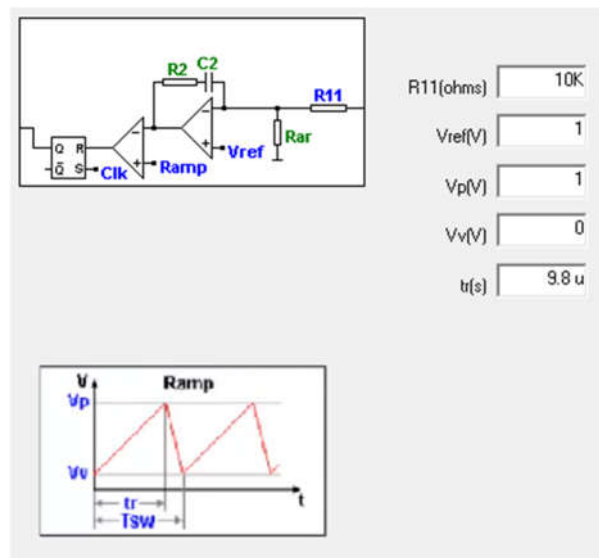 R2 C2
R11
Rar
Vref
Ramp
Clk
Q R
Q̅ S
- +
- +
R11(ohms) 10K
Vref(V) 1
Vp(V) 1
Vv(V) 0
tr(s) 9.8 u
V Ramp
Vp
Vv
tr
Tsw
t